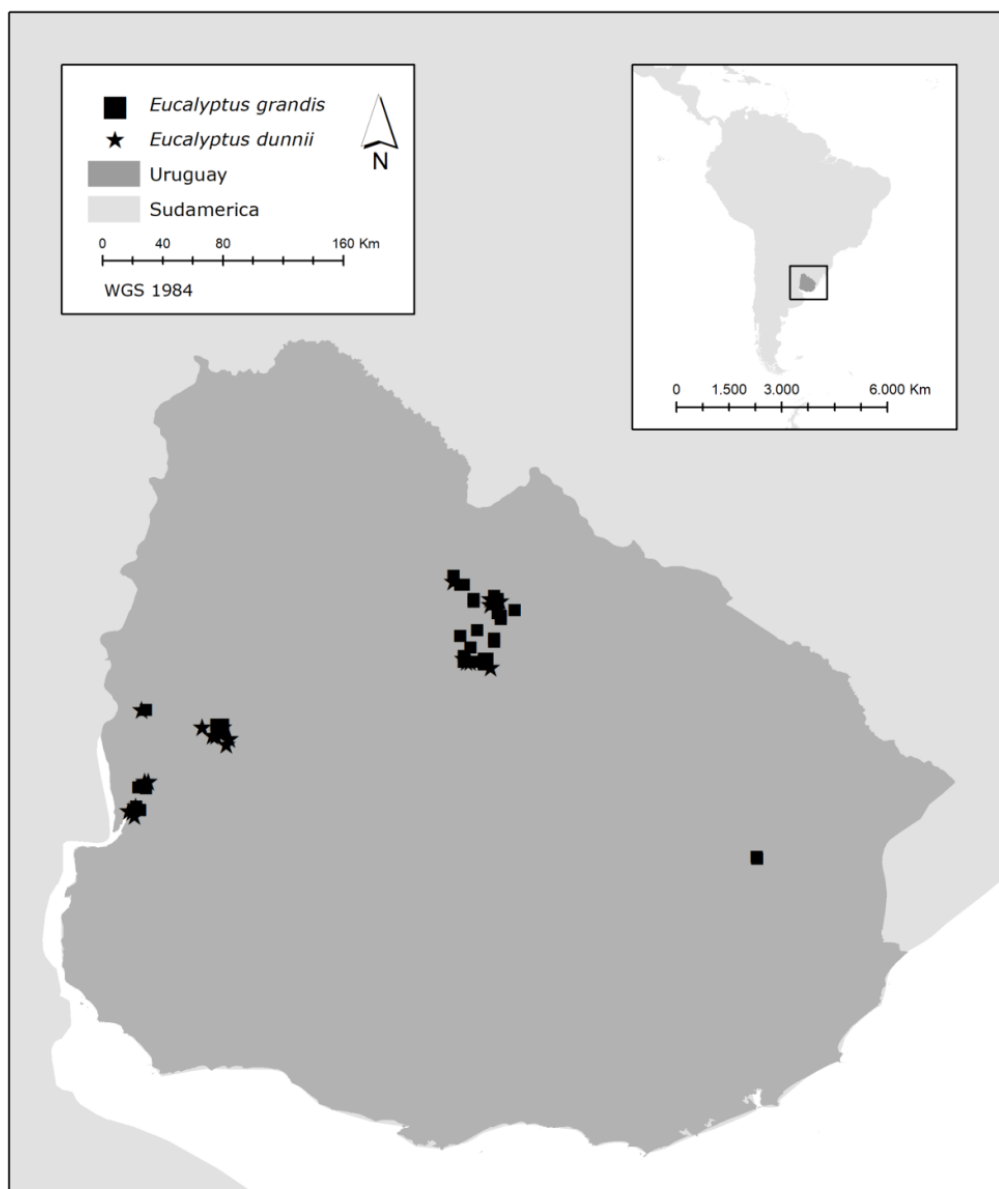 Eucalyptus grandis
Eucalyptus dunnii
N
Uruguay
Sudamerica
0 40 80 160 Km
WGS 1984
0 1.500 3.000 6.000 Km